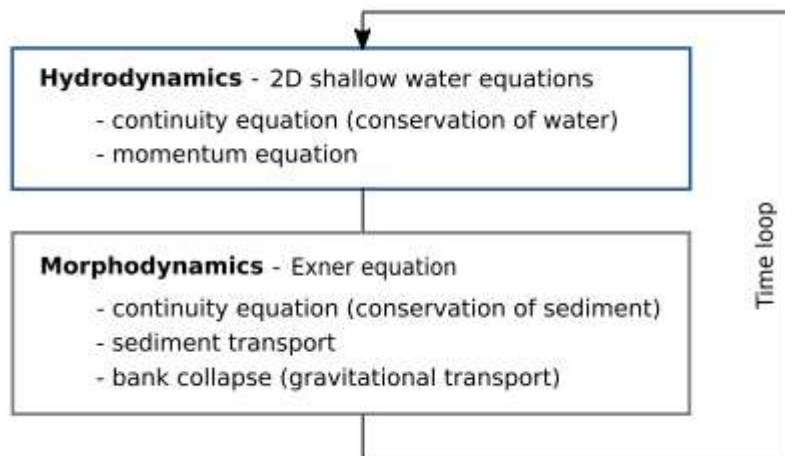 Hydrodynamics - 2D shallow water equations
- continuity equation (conservation of water)
- momentum equation
Morphodynamics - Exner equation
- continuity equation (conservation of sediment)
- sediment transport
- bank collapse (gravitational transport)
Time loop